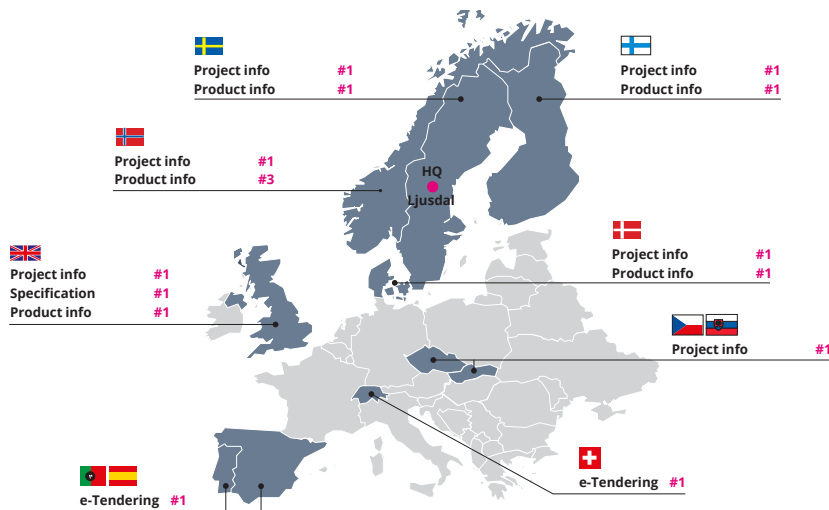 Project info #1
Product info #1
Project info #1
Product info #1
Project info #1
Product info #3
HQ
Ljusdal
Project info #1
Product info #1
Project info #1
Specification #1
Product info #1
Project info #1
e-Tendering #1
e-Tendering #1